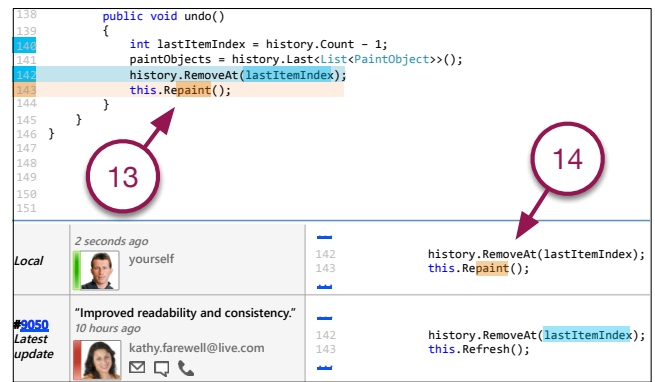 138 public void undo()
139 {
140 int lastItemIndex = history.Count - 1;
141 paintObjects = history.Last<List<PaintObject>>();
142 history.RemoveAt(lastItemIndex);
143 this.Repaint();
144 }
145 }
146 }
147
148
149
150
151
13
14
Local
2 seconds ago
yourself
142 history.RemoveAt(lastItemIndex);
143 this.Repaint();
#9050
Latest
update
"Improved readability and consistency."
10 hours ago
kathy.farewell@live.com
142 history.RemoveAt(lastItemIndex);
143 this.Refresh();